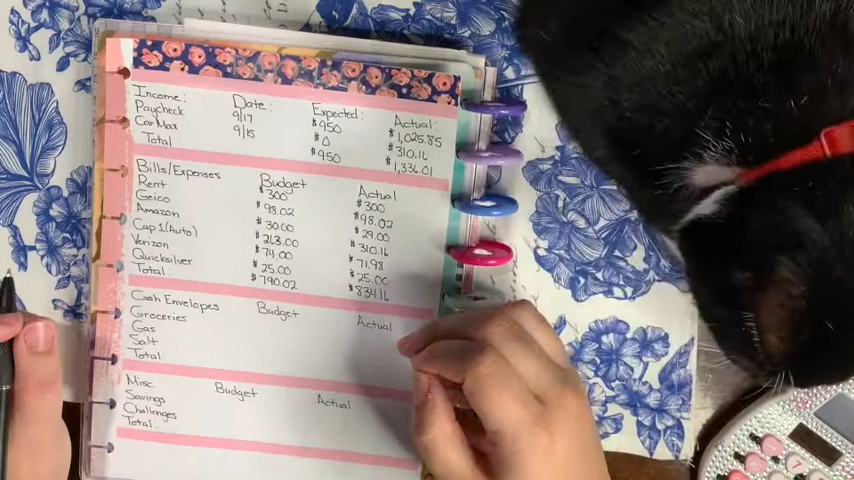 Income: Date: Expected: Actual:
Paycheck 9/17 $950 $1,025.85
CarMax 9/15 $0 $310.16
Total $950 $1,336.01
Bills/Expenses Budget Actual
Rent $300 $300
Geico $98.02 $98.02
Amazon $30.00 $29.00
Cap 1(Auto) $263.00 $310.16
Verizon $74.00 $71.98
Quicksilver $25.00 $25.00
Total: $790.02 $834.16
Cash Envelopes Budget Actual
Groceries
Gas
Salt
Total:
Misc Budget Actual
Savings
Challenges
Total: